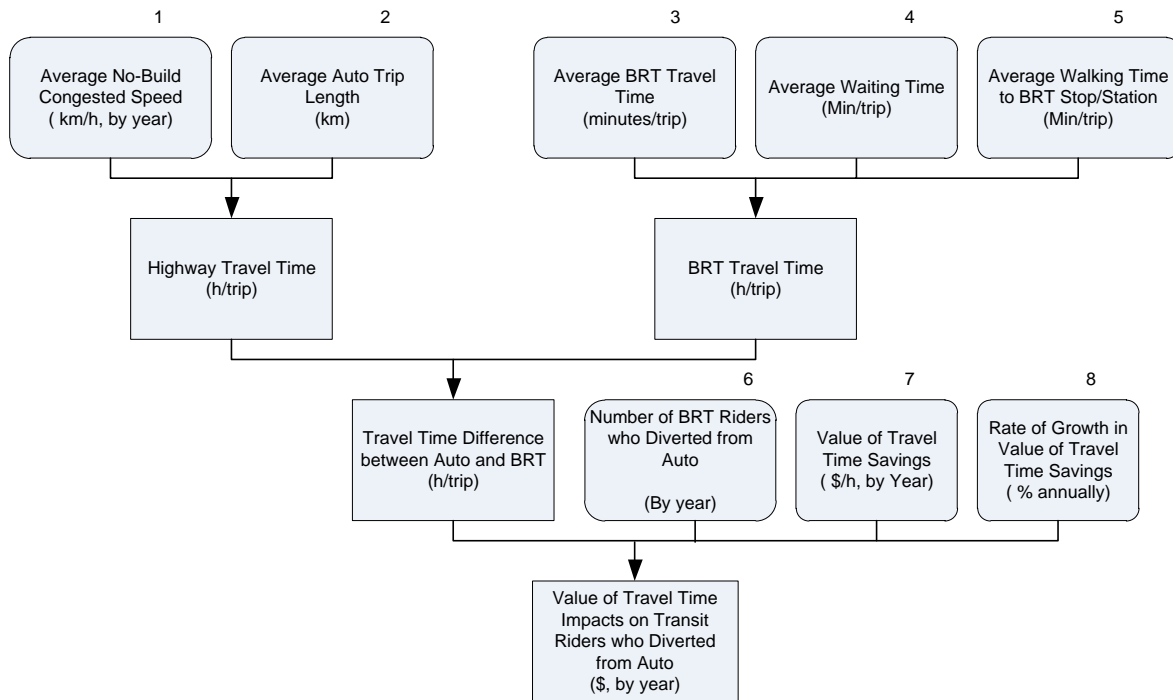 1
2
3
4
5
Average No-Build
Congested Speed
( km/h, by year)
Average Auto Trip
Length
(km)
Average BRT Travel
Time
(minutes/trip)
Average Waiting Time
(Min/trip)
Average Walking Time
to BRT Stop/Station
(Min/trip)
Highway Travel Time
(h/trip)
BRT Travel Time
(h/trip)
6
7
8
Travel Time Difference
between Auto and BRT
(h/trip)
Number of BRT Riders
who Diverted from
Auto
(By year)
Value of Travel
Time Savings
( $/h, by Year)
Rate of Growth in
Value of Travel
Time Savings
( % annually)
Value of Travel Time
Impacts on Transit
Riders who Diverted
from Auto
($, by year)